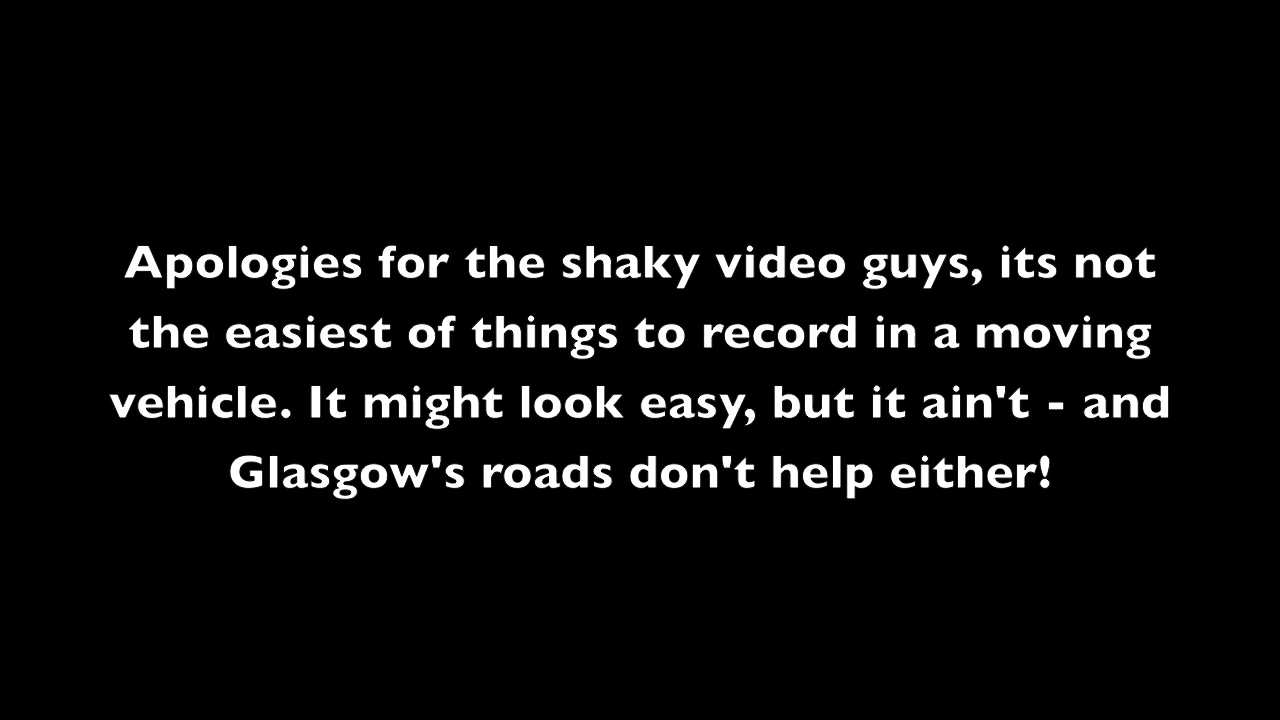 Apologies for the shaky video guys, its not
the easiest of things to record in a moving
vehicle. It might look easy, but it ain't - and
Glasgow's roads don't help either!